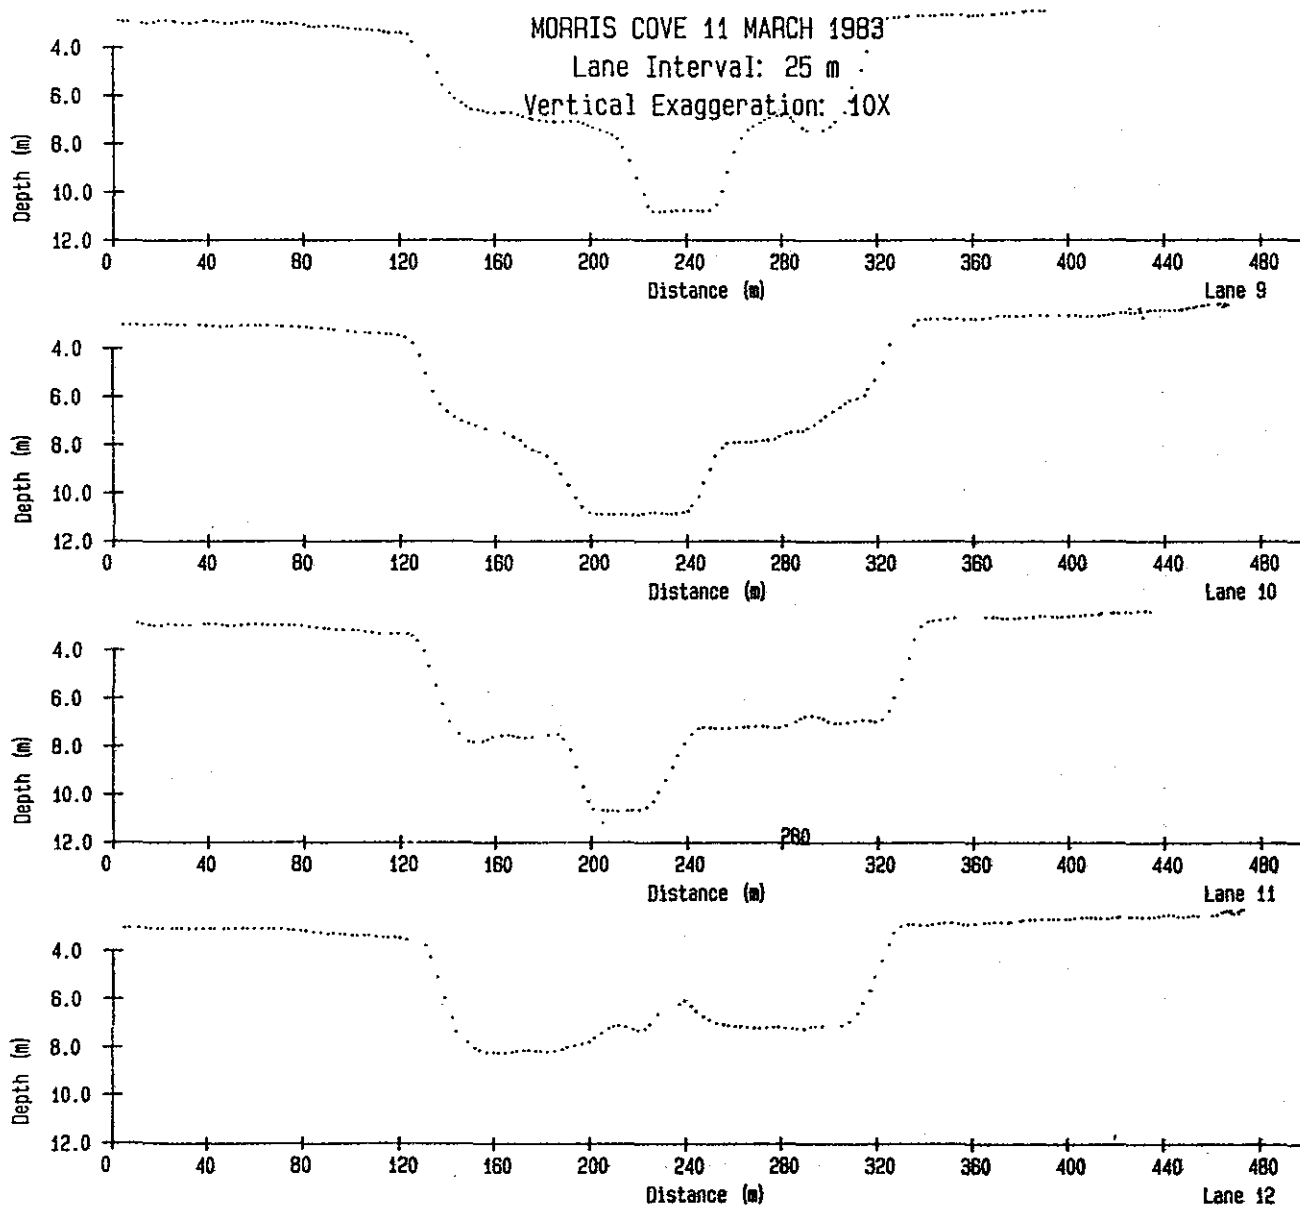 MORRIS COVE 11 MARCH 1983
Lane Interval: 25 m
Vertical Exaggeration: 10X
4.0
6.0
8.0
10.0
12.0
Depth (m)
0 40 80 120 160 200 240 280 320 360 400 440 480
Distance (m)
Lane 9
4.0
6.0
8.0
10.0
12.0
Depth (m)
0 40 80 120 160 200 240 280 320 360 400 440 480
Distance (m)
Lane 10
4.0
6.0
8.0
10.0
12.0
Depth (m)
280
0 40 80 120 160 200 240 320 360 400 440 480
Distance (m)
Lane 11
4.0
6.0
8.0
10.0
12.0
Depth (m)
0 40 80 120 160 200 240 280 320 360 400 440 480
Distance (m)
Lane 12